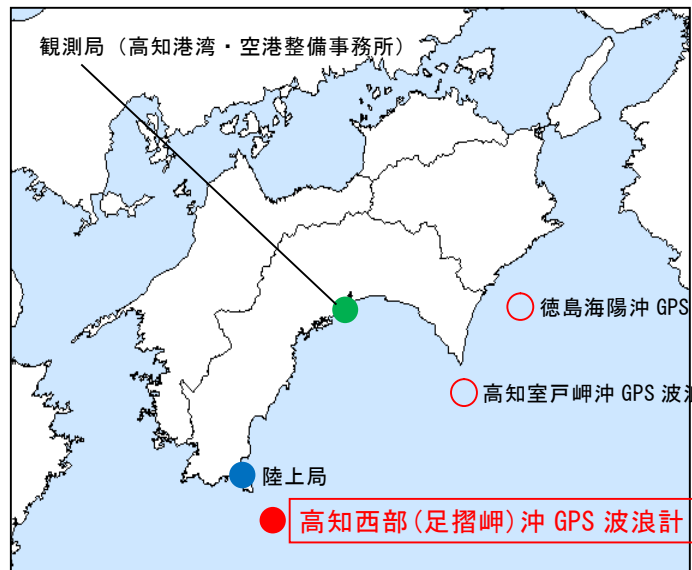 観測局（高知港湾・空港整備事務所）
徳島海陽沖 GPS
高知室戸岬沖 GPS 波
陸上局
高知西部(足摺岬)沖 GPS 波浪計